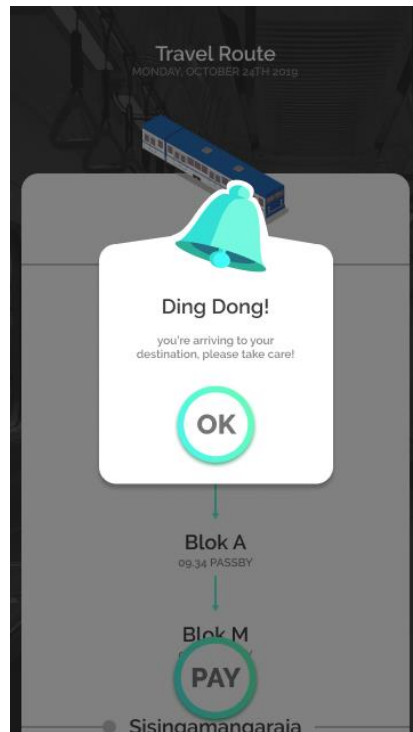 Travel Route
MONDAY, OCTOBER 24TH 2019
Ding Dong!
you're arriving to your
destination, please take care!
OK
Blok A
09.34 PASSBY
Blok M
PAY
Sisingamangaraja